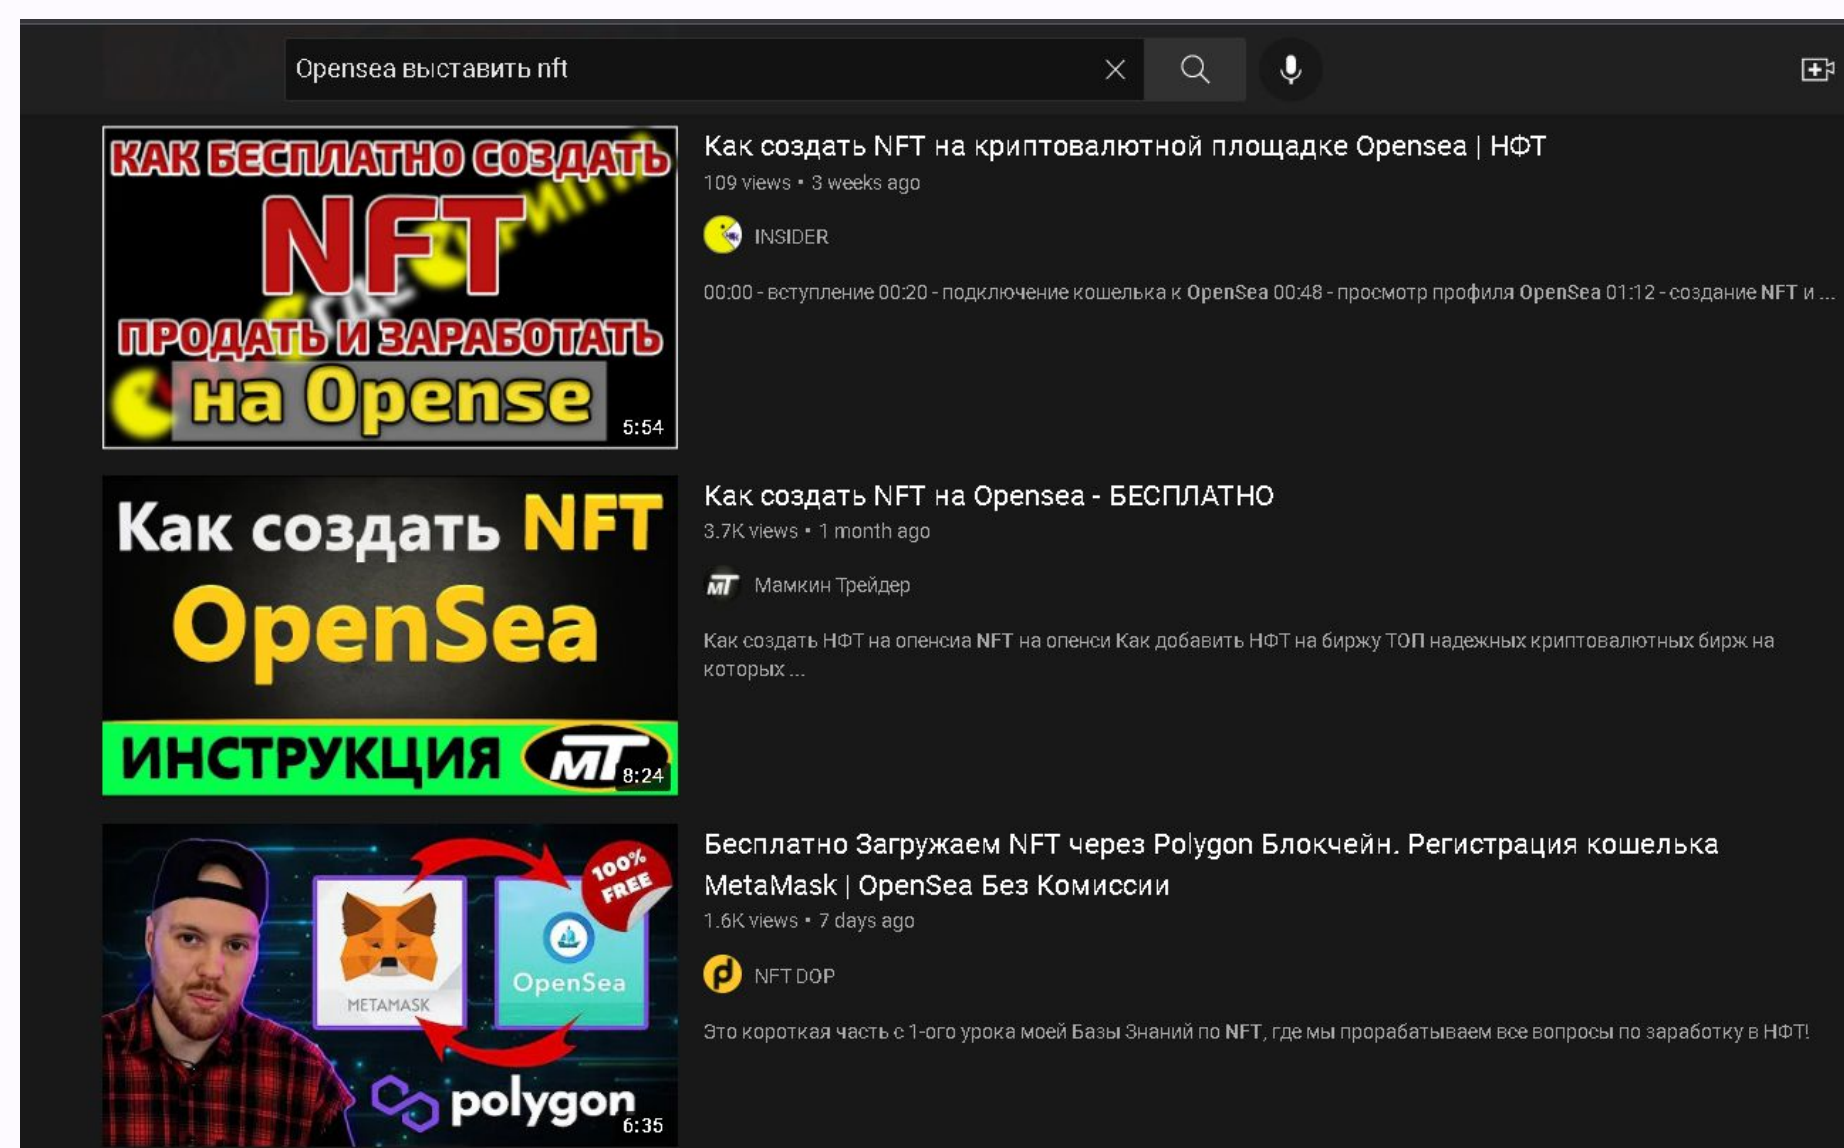 Opensea выставить nft
КАК БЕСПЛАТНО СОЗДАТЬ
NFT
ПРОДАТЬ И ЗАРАБОТАТЬ
на Opense
5:54
Как создать NFT на криптовалютной площадке Opensea | НФТ
109 views • 3 weeks ago
INSIDER
00:00 - вступление 00:20 - подключение кошелька к OpenSea 00:48 - просмотр профиля OpenSea 01:12 - создание NFT и ...
Как создать NFT
OpenSea
ИНСТРУКЦИЯ МТ
8:24
Как создать NFT на Opensea - БЕСПЛАТНО
3.7K views • 1 month ago
МТ Мамкин Трейдер
Как создать НФТ на опенсиа NFT на опенси Как добавить НФТ на биржу ТОП надежных криптовалютных бирж на
которых ...
100%
FREE
METAMASK
OpenSea
polygon
6:35
Бесплатно Загружаем NFT через Polygon Блокчейн. Регистрация кошелька
MetaMask | OpenSea Без Комиссии
1.6K views • 7 days ago
NFT DOP
Это короткая часть с 1-ого урока моей Базы Знаний по NFT, где мы прорабатываем все вопросы по заработку в НФТ!